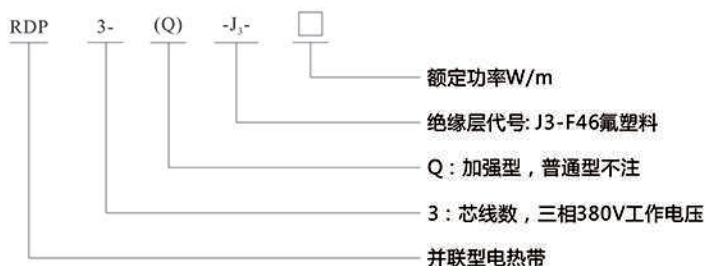 RDP 3- (Q) -J₃- □
额定功率W/m
绝缘层代号: J3-F46氟塑料
Q：加强型，普通型不注
3：芯线数，三相380V工作电压
并联型电热带